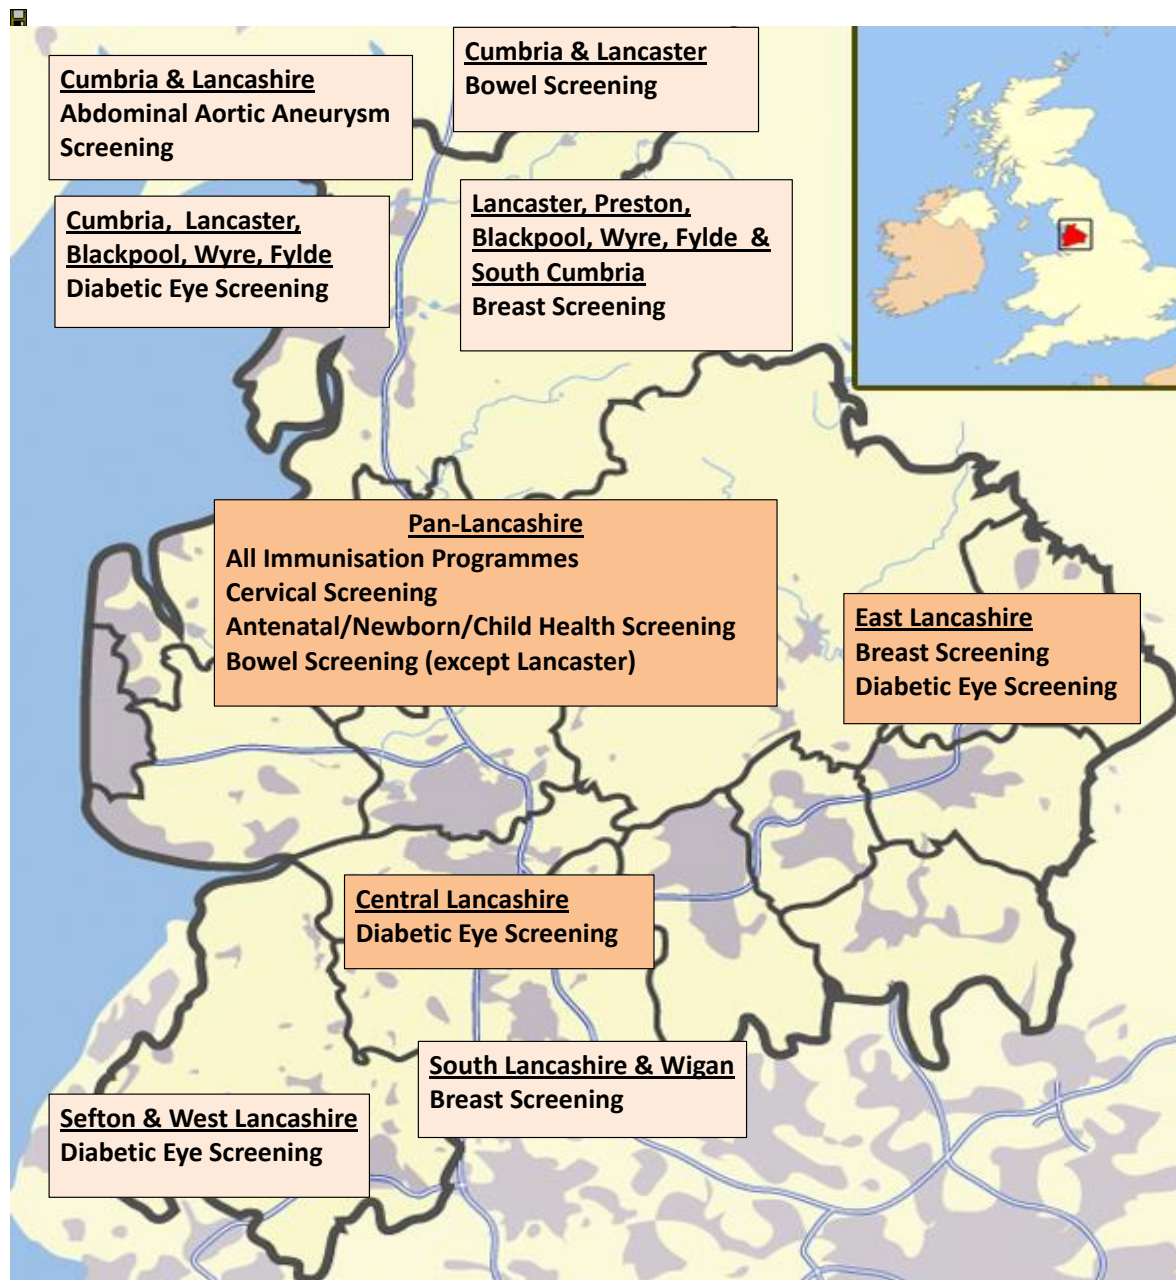 Cumbria & Lancashire
Abdominal Aortic Aneurysm
Screening
Cumbria & Lancaster
Bowel Screening
Cumbria, Lancaster,
Blackpool, Wyre, Fylde
Diabetic Eye Screening
Lancaster, Preston,
Blackpool, Wyre, Fylde &
South Cumbria
Breast Screening
Pan-Lancashire
All Immunisation Programmes
Cervical Screening
Antenatal/Newborn/Child Health Screening
Bowel Screening (except Lancaster)
East Lancashire
Breast Screening
Diabetic Eye Screening
Central Lancashire
Diabetic Eye Screening
South Lancashire & Wigan
Breast Screening
Sefton & West Lancashire
Diabetic Eye Screening